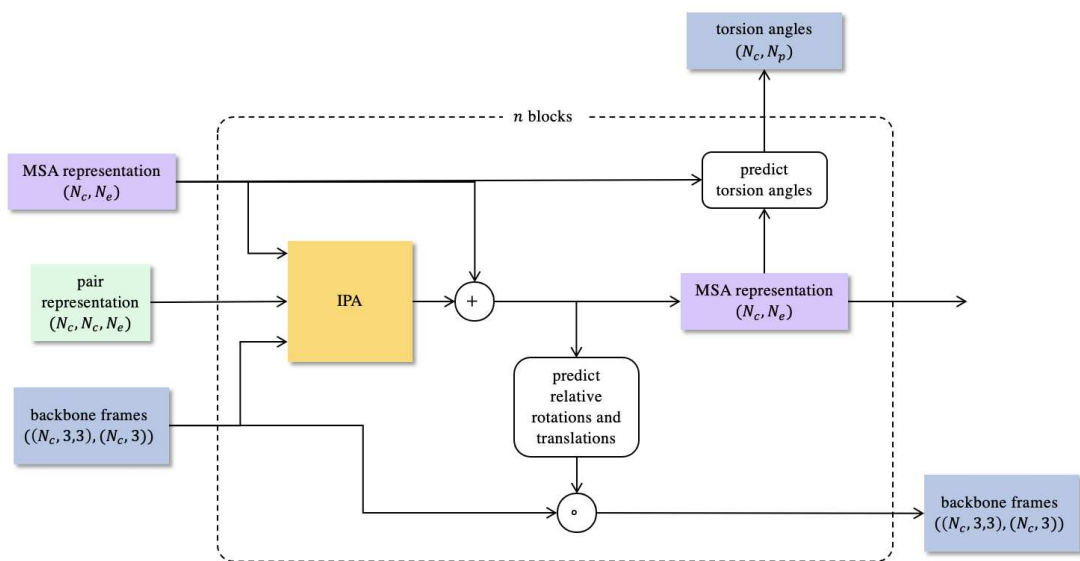 torsion angles
(N_c, N_p)
n blocks
MSA representation
(N_c, N_e)
predict
torsion angles
pair
representation
(N_c, N_c, N_e)
IPA
+
MSA representation
(N_c, N_e)
predict
relative
rotations and
translations
backbone frames
((N_c, 3,3), (N_c, 3))
∘
backbone frames
((N_c, 3,3), (N_c, 3))